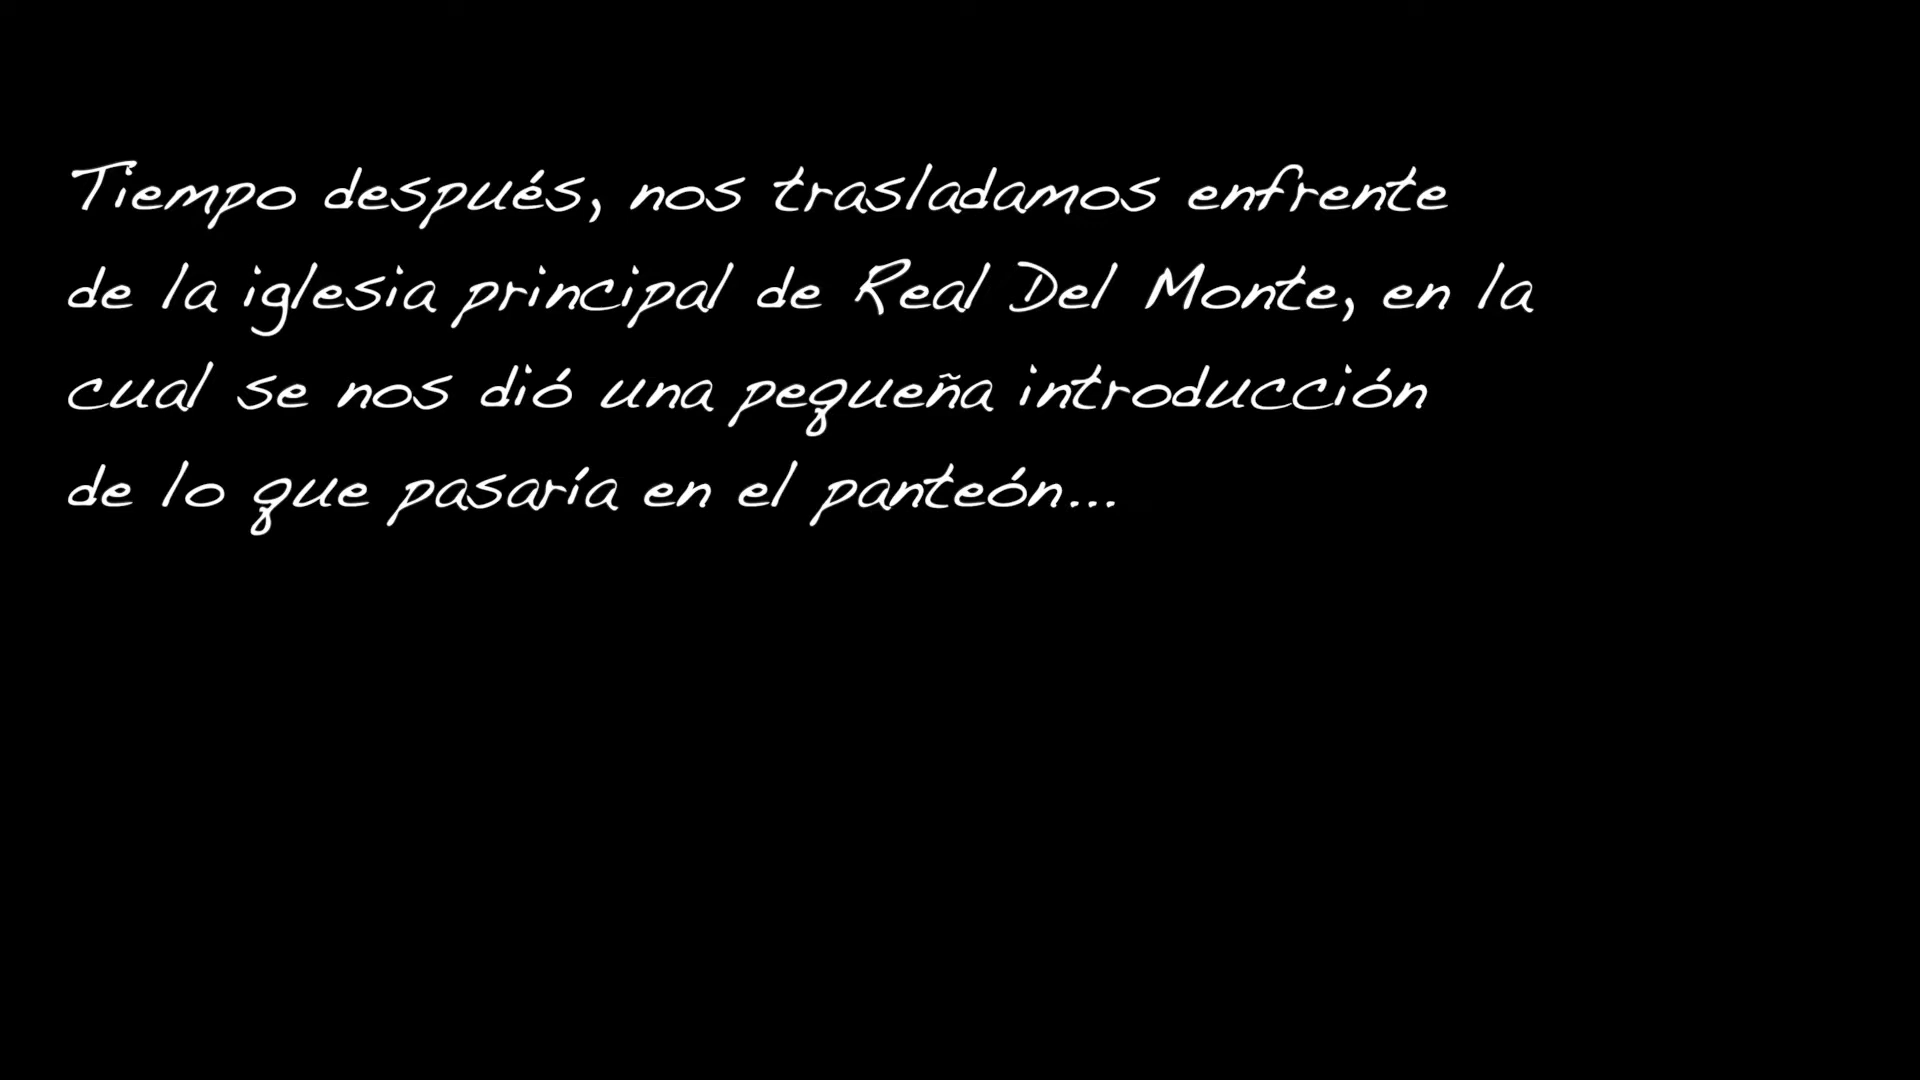 Tiempo después, nos trasladamos enfrente
de la iglesia principal de Real Del Monte, en la
cual se nos dió una pequeña introducción
de lo que pasaría en el panteón...